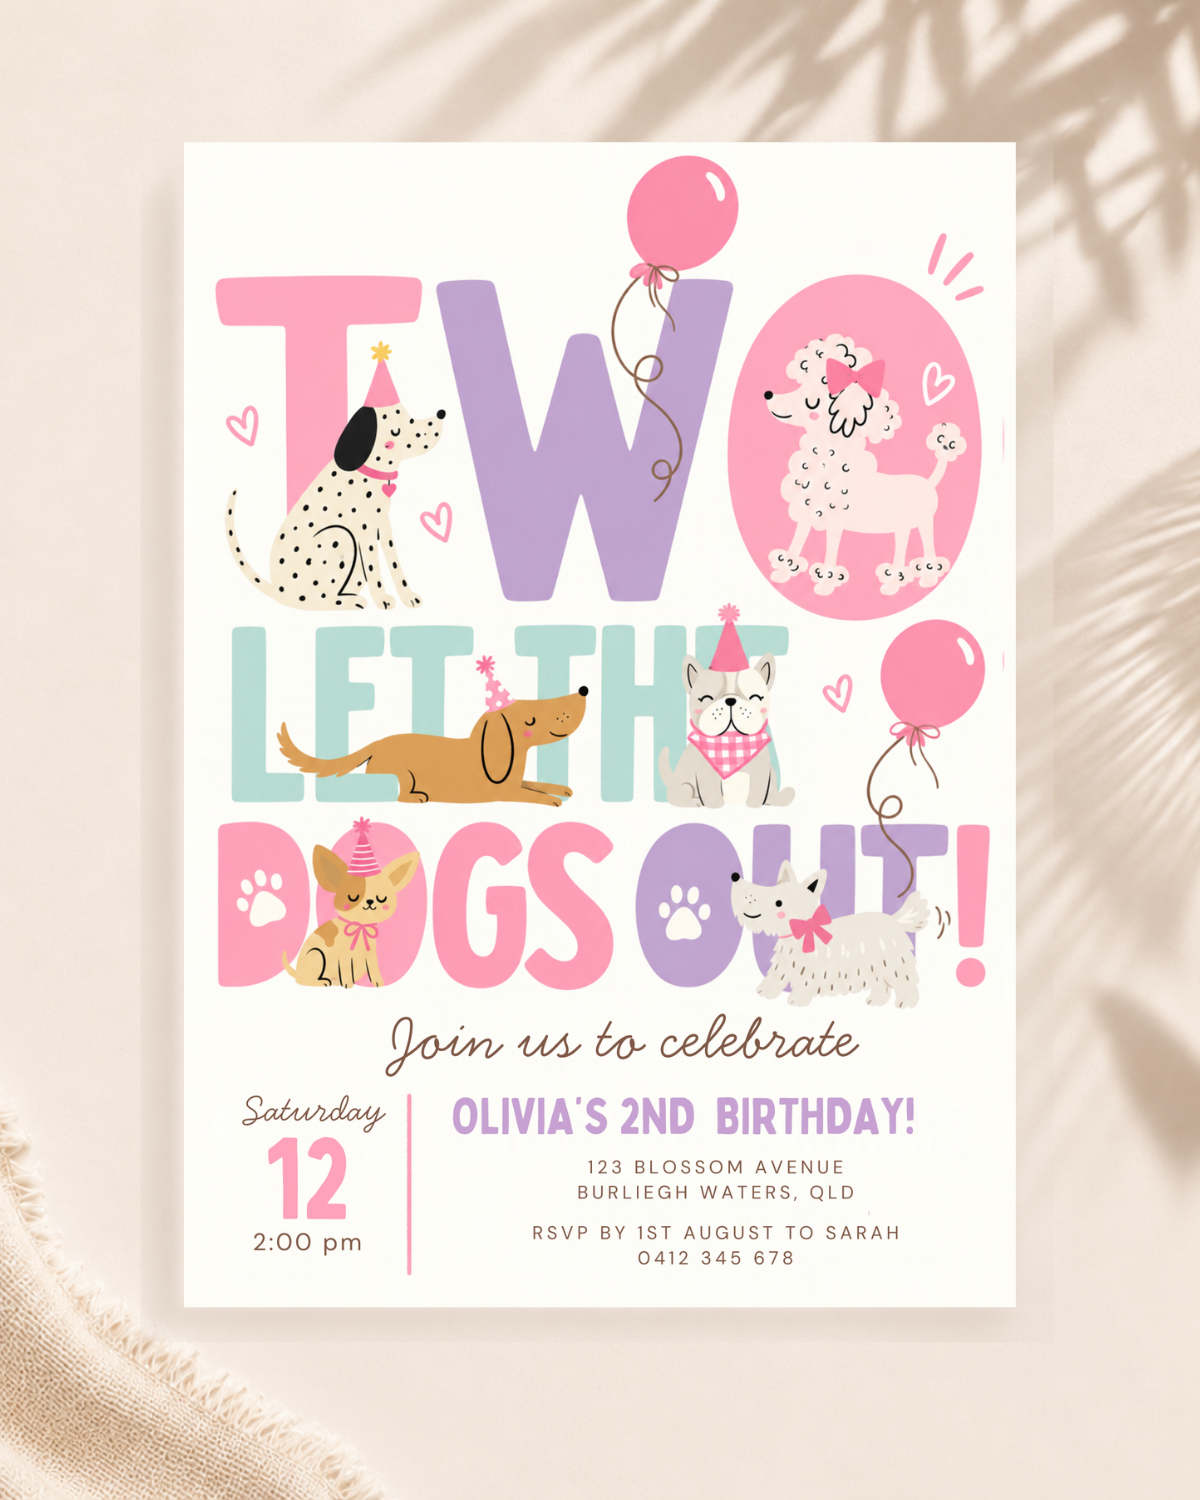 TWO
LET THE
DOGS OUT!
Join us to celebrate
Saturday
12
2:00 pm
OLIVIA'S 2ND BIRTHDAY!
123 BLOSSOM AVENUE
BURLIEGH WATERS, QLD
RSVP BY 1ST AUGUST TO SARAH
0412 345 678